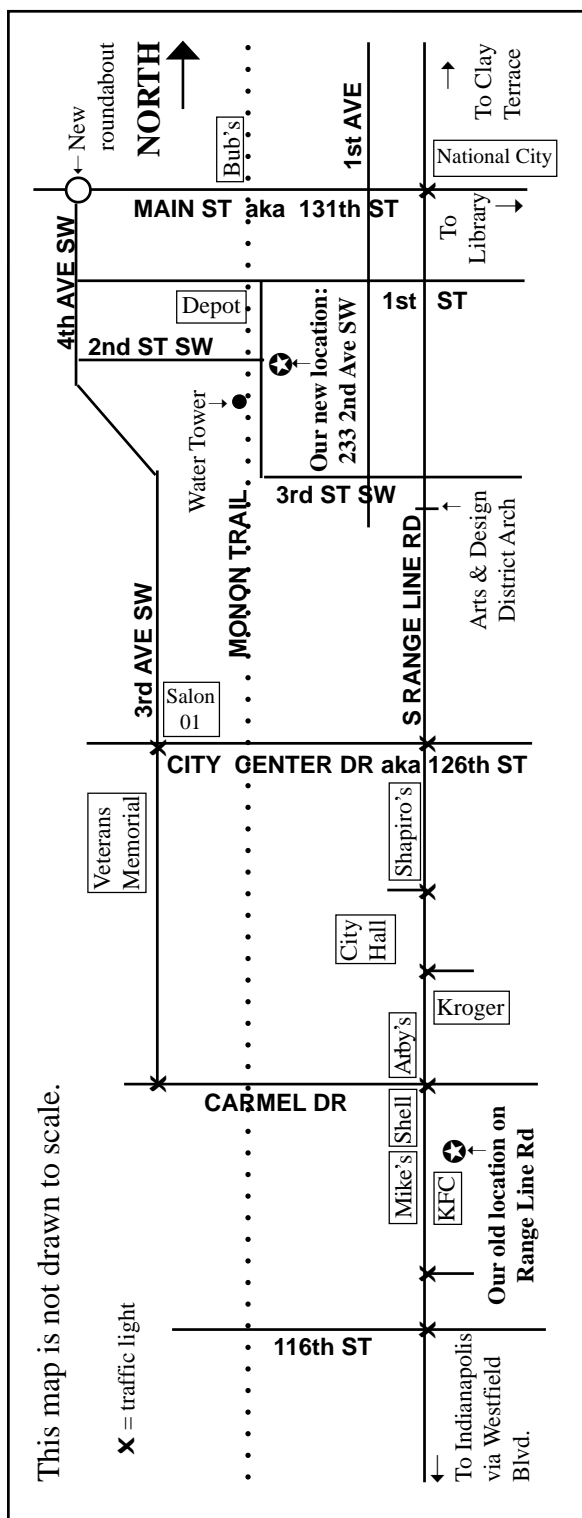 This map is not drawn to scale.
X = traffic light
New
roundabout
NORTH
Bub's
MAIN ST aka 131th ST
4th AVE SW
1st AVE
To Clay
Terrace
National City
To
Library
Depot
1st ST
2nd ST SW
Water Tower
Our new location:
233 2nd Ave SW
3rd ST SW
MONON TRAIL
S RANGE LINE RD
Arts & Design
District Arch
3rd AVE SW
Salon
01
CITY CENTER DR aka 126th ST
Veterans
Memorial
Shapiro's
City
Hall
Kroger
Arby's
CARMEL DR
Shell
Mike's
KFC
Our old location on
Range Line Rd
116th ST
To Indianapolis
via Westfield
Blvd.